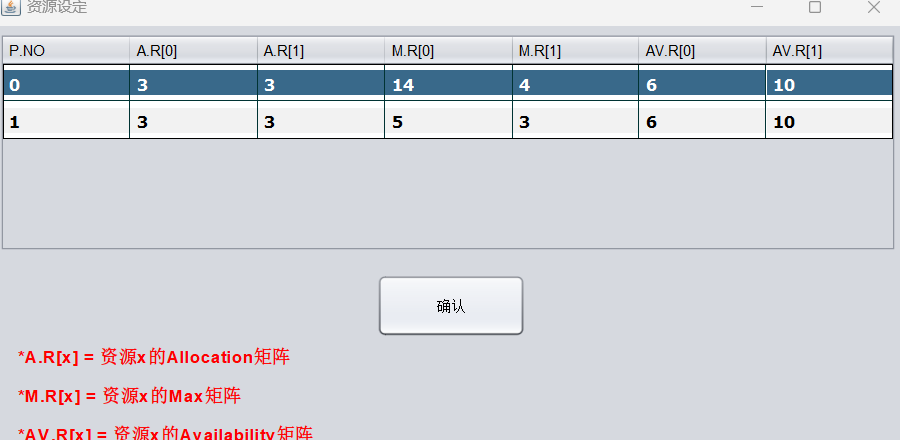 资源设定
P.NO A.R[0] A.R[1] M.R[0] M.R[1] AV.R[0] AV.R[1]
0 3 3 14 4 6 10
1 3 3 5 3 6 10
确认
*A.R[x] = 资源x的Allocation矩阵
*M.R[x] = 资源x的Max矩阵
*AV.R[x] = 资源x的Availability矩阵